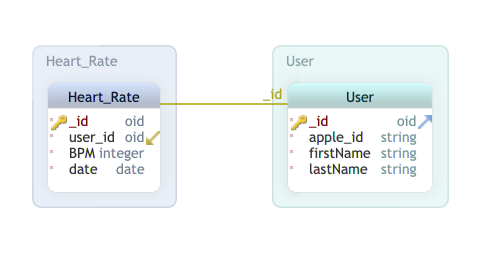 Heart_Rate
Heart_Rate
_id oid
user_id oid
BPM integer
date date
_id
User
User
_id oid
apple_id string
firstName string
lastName string